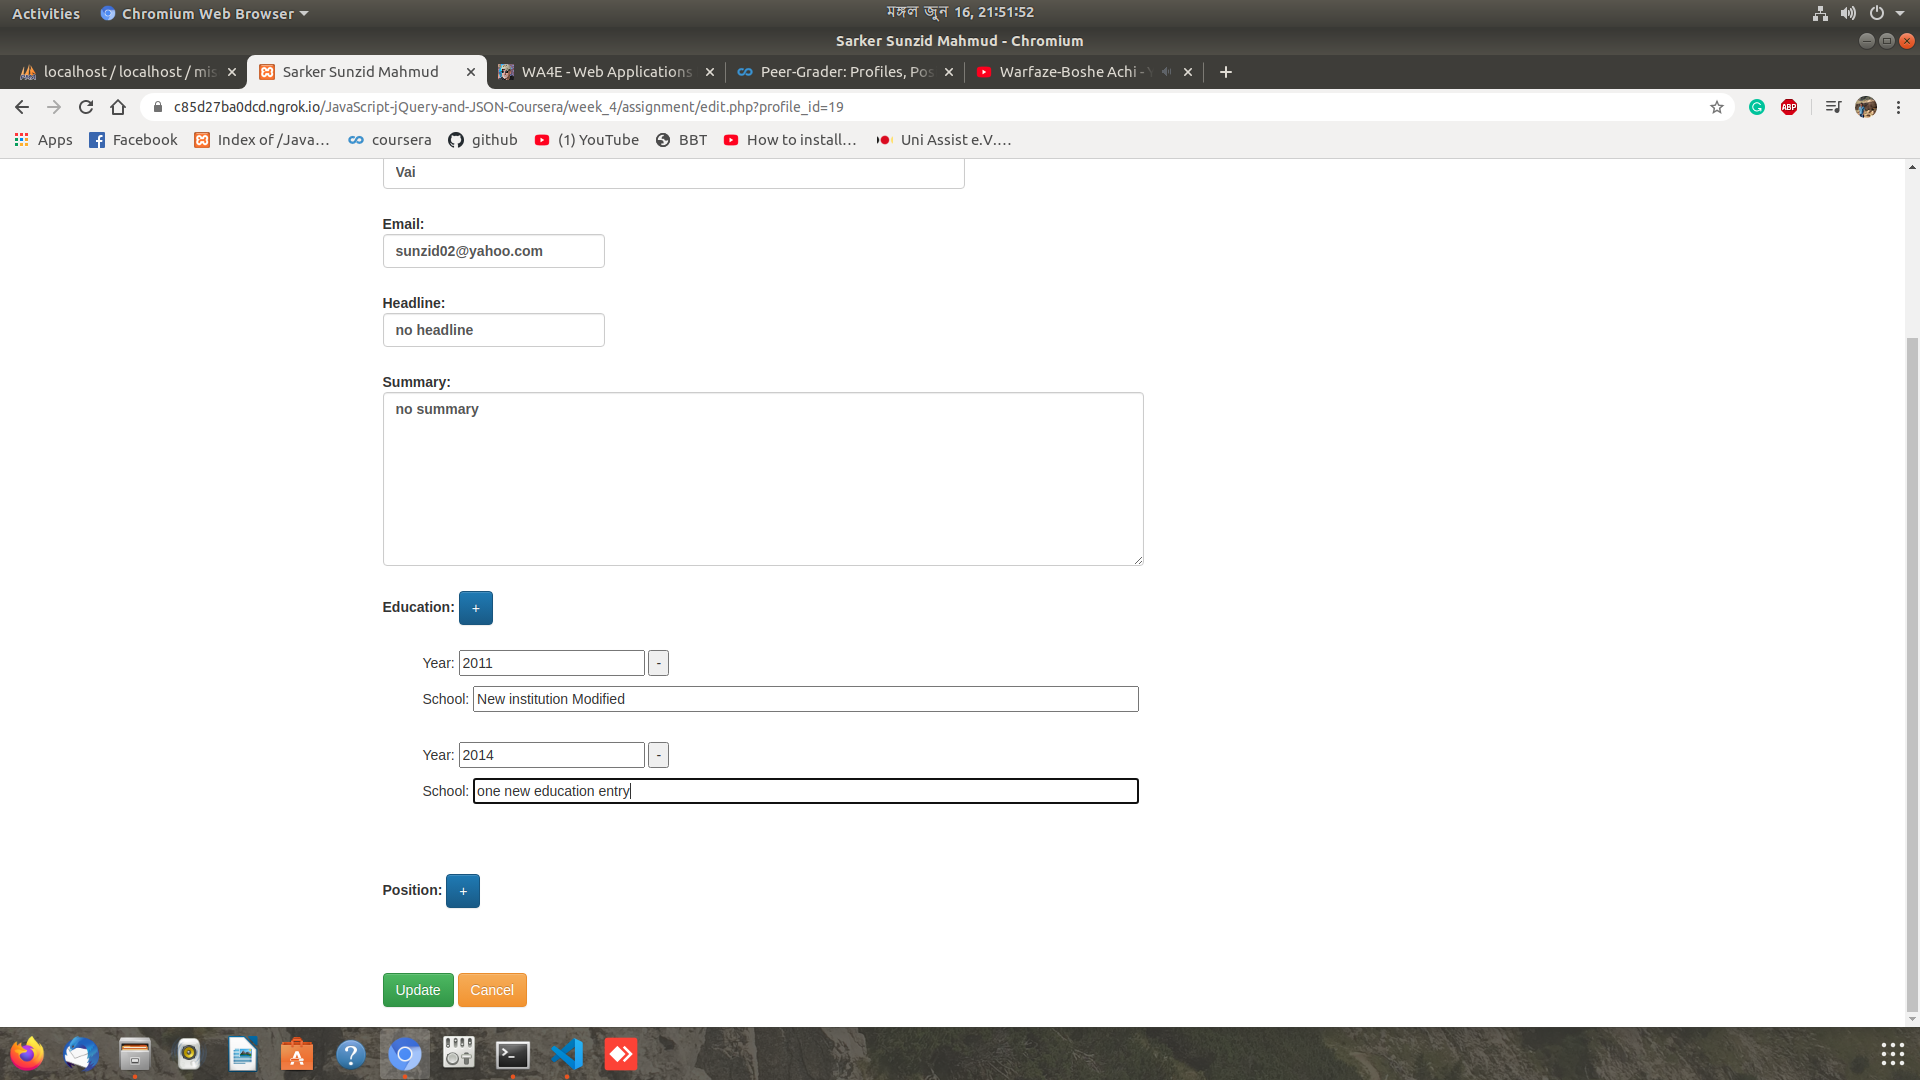 Activities
Chromium Web Browser
মঙ্গল জুন 16, 21:51:52
Sarker Sunzid Mahmud - Chromium
localhost / localhost / mis
Sarker Sunzid Mahmud
WA4E - Web Applications
Peer-Grader: Profiles, Pos
Warfaze-Boshe Achi -
c85d27ba0dcd.ngrok.io/JavaScript-jQuery-and-JSON-Coursera/week_4/assignment/edit.php?profile_id=19
ABP
Apps
Facebook
Index of /Java...
coursera
github
(1) YouTube
BBT
How to install...
Uni Assist e.V....
Vai
Email:
sunzid02@yahoo.com
Headline:
no headline
Summary:
no summary
Education: +
Year: 2011 -
School: New institution Modified
Year: 2014 -
School: one new education entry
Position: +
Update Cancel